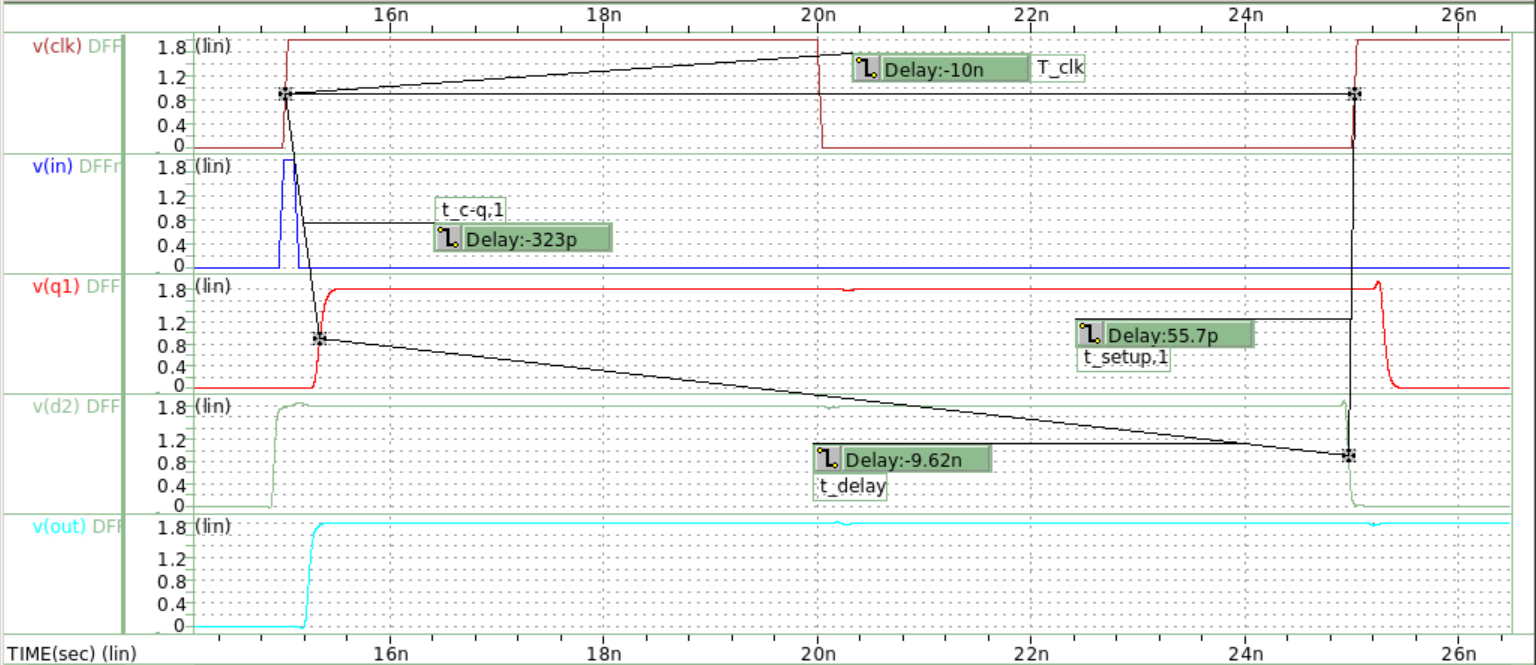 16n 18n 20n 22n 24n 26n
v(clk) DFF
1.8 (lin)
1.2
0.8
0.4
0
Delay:-10n T_clk
v(in) DFFr
1.8 (lin)
1.2
0.8
0.4
0
t_c-q,1
Delay:-323p
v(q1) DFF
1.8 (lin)
1.2
0.8
0.4
0
Delay:55.7p
t_setup,1
v(d2) DFF
1.8 (lin)
1.2
0.8
0.4
0
Delay:-9.62n
t_delay
v(out) DFF
1.8 (lin)
1.2
0.8
0.4
0
TIME(sec) (lin) 16n 18n 20n 22n 24n 26n